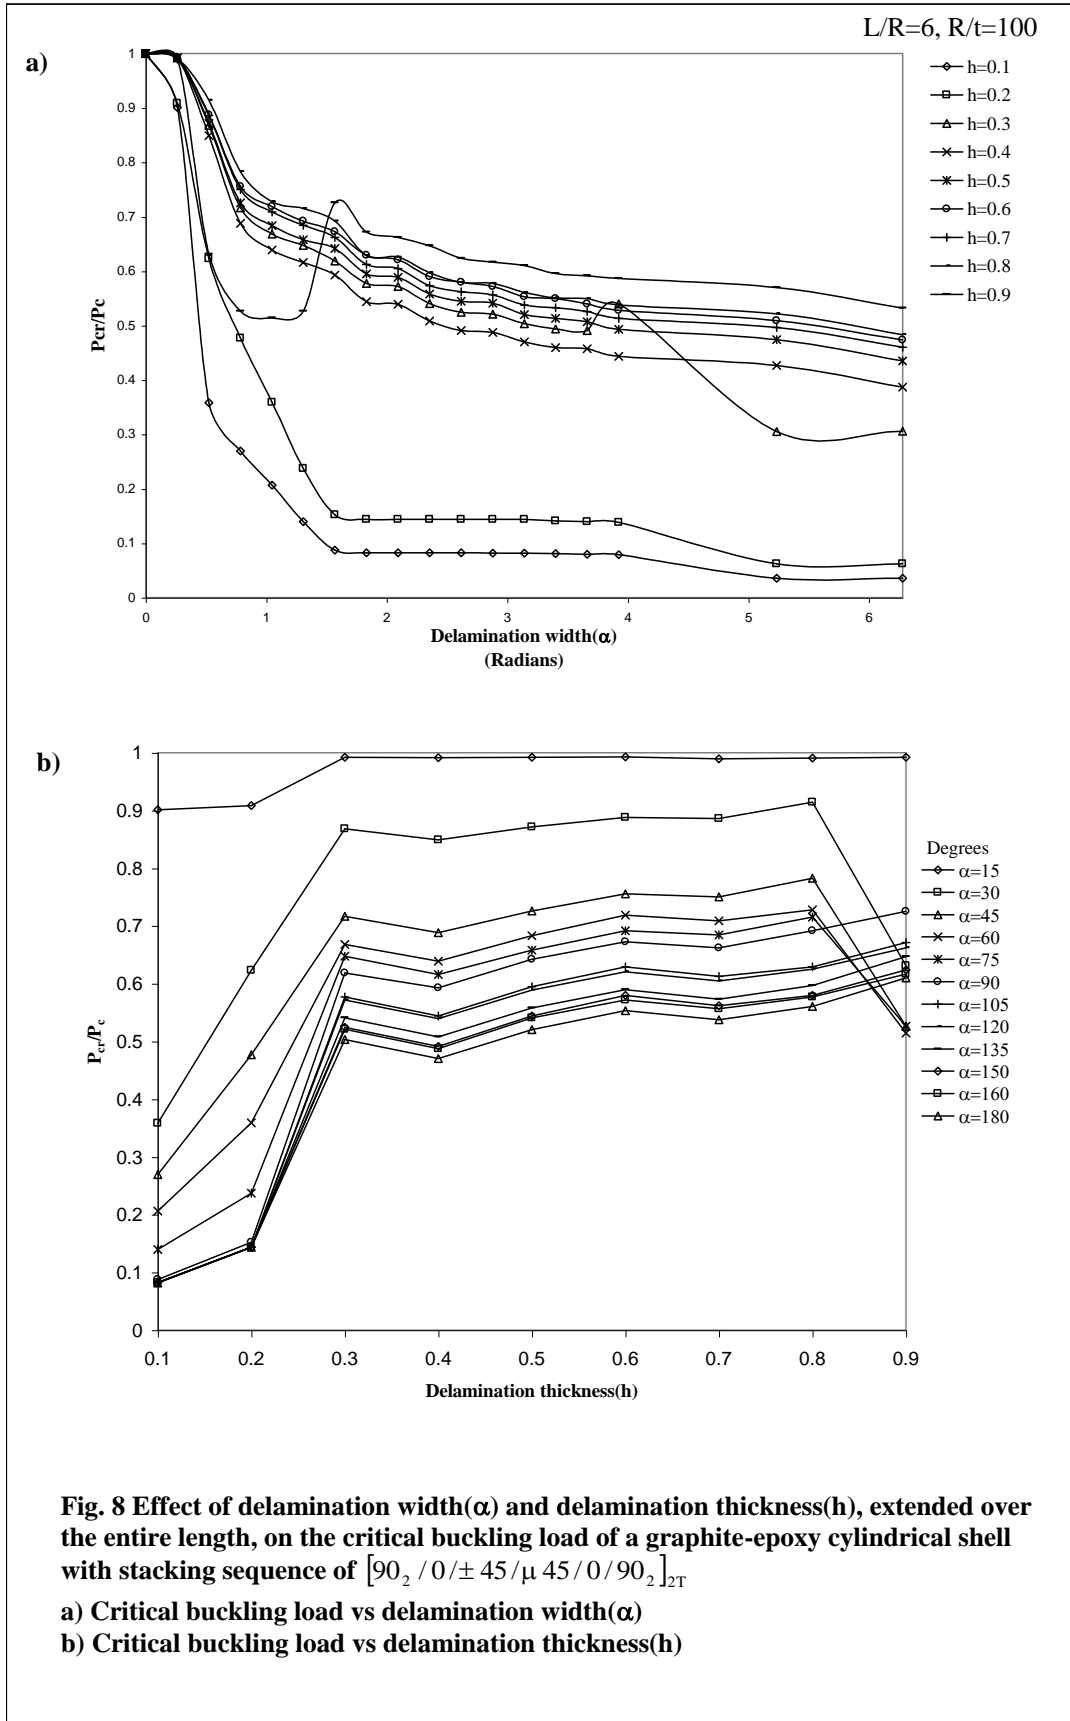 L/R=6, R/t=100
a)
1
0.9
0.8
0.7
0.6
0.5
0.4
0.3
0.2
0.1
0
Pcr/Pc
0 1 2 3 4 5 6
Delamination width(α)
(Radians)
h=0.1
h=0.2
h=0.3
h=0.4
h=0.5
h=0.6
h=0.7
h=0.8
h=0.9
b)
1
0.9
0.8
0.7
0.6
0.5
0.4
0.3
0.2
0.1
0
Pcr/Pc
0.1 0.2 0.3 0.4 0.5 0.6 0.7 0.8 0.9
Delamination thickness(h)
Degrees
α=15
α=30
α=45
α=60
α=75
α=90
α=105
α=120
α=135
α=150
α=160
α=180
Fig. 8 Effect of delamination width(α) and delamination thickness(h), extended over
the entire length, on the critical buckling load of a graphite-epoxy cylindrical shell
with stacking sequence of [90₂ / 0 / ± 45 / μ 45 / 0 / 90₂]₂T
a) Critical buckling load vs delamination width(α)
b) Critical buckling load vs delamination thickness(h)